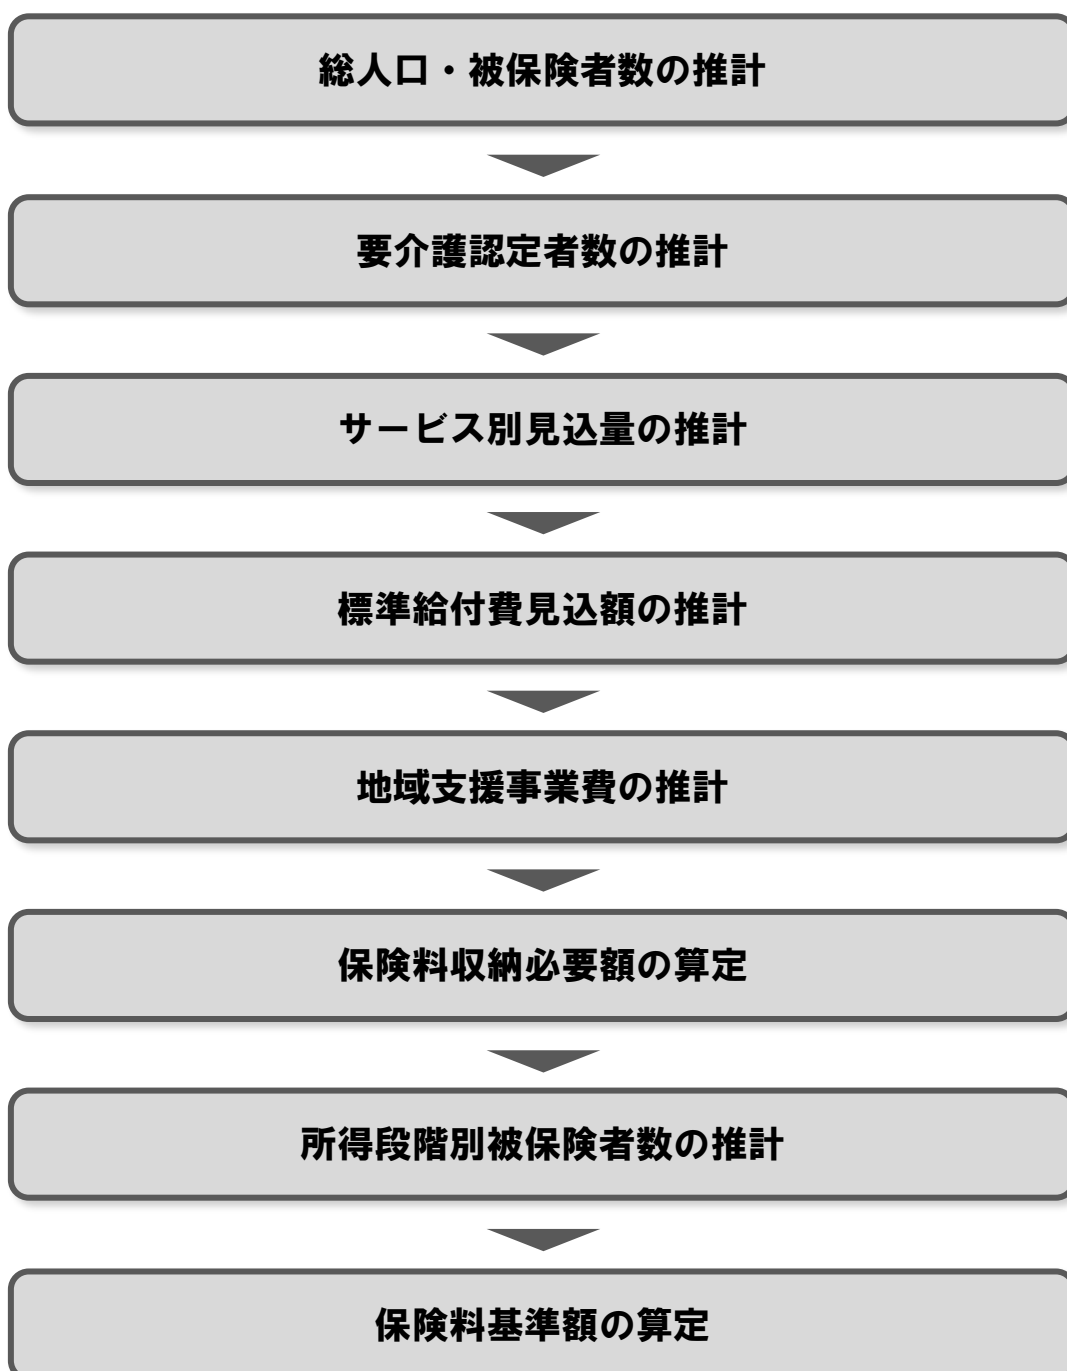 総人口・被保険者数の推計
要介護認定者数の推計
サービス別見込量の推計
標準給付費見込額の推計
地域支援事業費の推計
保険料収納必要額の算定
所得段階別被保険者数の推計
保険料基準額の算定